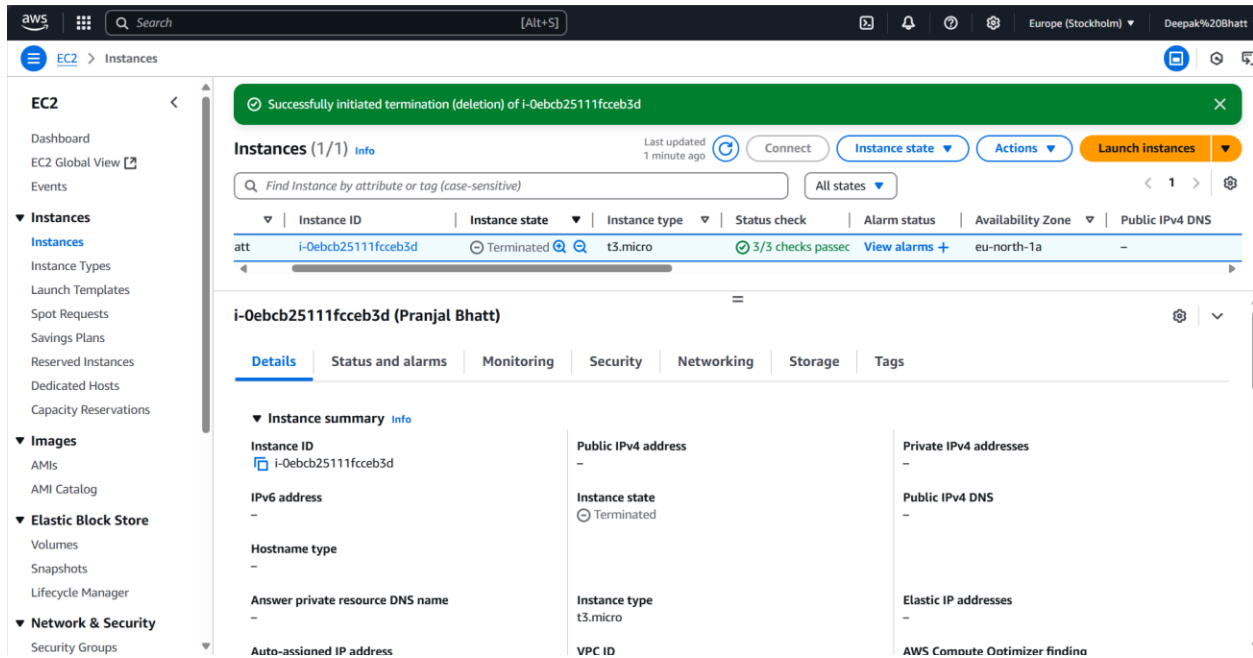 aws
Search
[Alt+S]
Europe (Stockholm) ▼
Deepak%20Bhatt
EC2 > Instances
EC2
Dashboard
EC2 Global View
Events
▼ Instances
Instances
Instance Types
Launch Templates
Spot Requests
Savings Plans
Reserved Instances
Dedicated Hosts
Capacity Reservations
▼ Images
AMIs
AMI Catalog
▼ Elastic Block Store
Volumes
Snapshots
Lifecycle Manager
▼ Network & Security
Security Groups
Successfully initiated termination (deletion) of i-0ebcb25111fcceb3d
Instances (1/1) Info
Last updated
1 minute ago
Connect
Instance state ▼
Actions ▼
Launch instances ▼
Find Instance by attribute or tag (case-sensitive)
All states ▼
< 1 >
Instance ID Instance state ▼ Instance type Status check Alarm status Availability Zone Public IPv4 DNS
att i-0ebcb25111fcceb3d Terminated t3.micro 3/3 checks passec View alarms + eu-north-1a –
i-0ebcb25111fcceb3d (Pranjal Bhatt)
Details Status and alarms Monitoring Security Networking Storage Tags
▼ Instance summary Info
Instance ID
i-0ebcb25111fcceb3d
Public IPv4 address
–
Private IPv4 addresses
–
IPv6 address
–
Instance state
Terminated
Public IPv4 DNS
–
Hostname type
–
Answer private resource DNS name
–
Instance type
t3.micro
Elastic IP addresses
–
Auto-assigned IP address
VPC ID
AWS Compute Optimizer finding